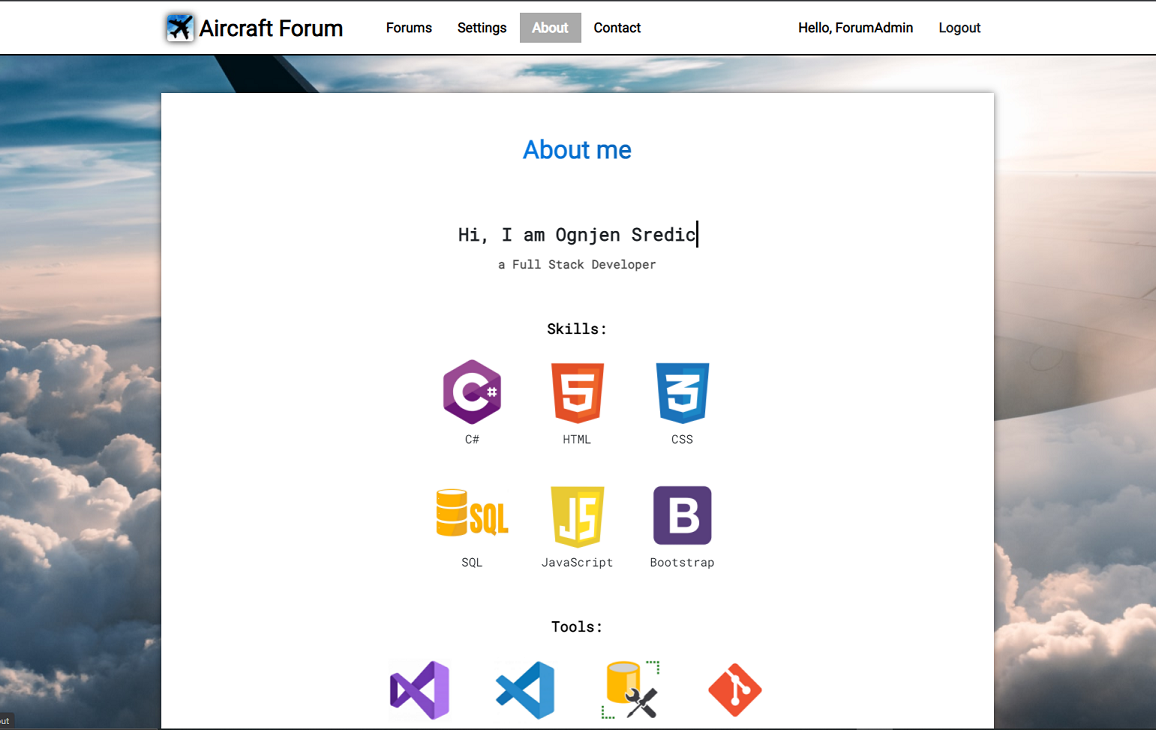 Aircraft Forum Forums Settings About Contact Hello, ForumAdmin Logout
About me
Hi, I am Ognjen Sredic
a Full Stack Developer
Skills:
C# 5 3
C# HTML CSS
SQL JS B
SQL JavaScript Bootstrap
Tools:
out